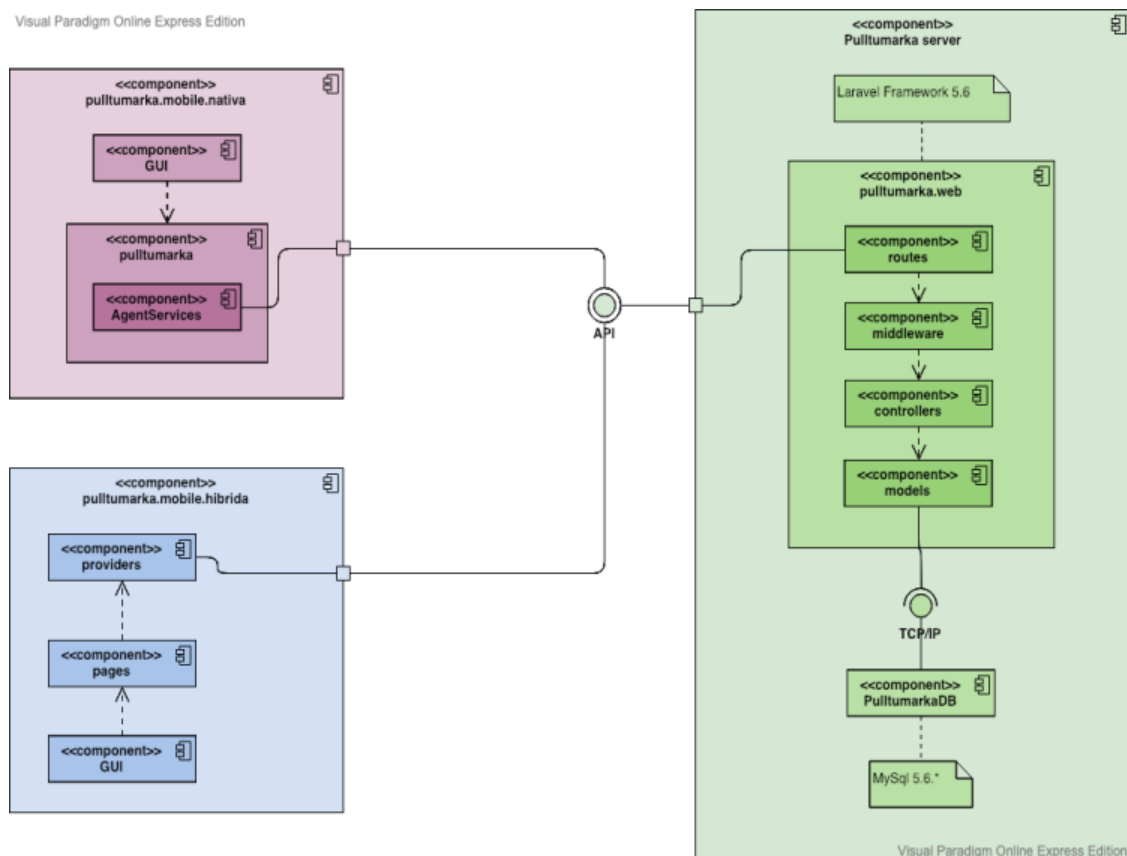 Visual Paradigm Online Express Edition
<<component>>
pulltumarka.mobile.nativa
<<component>>
GUI
<<component>>
pulltumarka
<<component>>
AgentServices
<<component>>
pulltumarka.mobile.hibrida
<<component>>
providers
<<component>>
pages
<<component>>
GUI
API
<<component>>
Pulltumarka server
Laravel Framework 5.6
<<component>>
pulltumarka.web
<<component>>
routes
<<component>>
middleware
<<component>>
controllers
<<component>>
models
TCP/IP
<<component>>
PulltumarkaDB
MySql 5.6.*
Visual Paradigm Online Express Edition